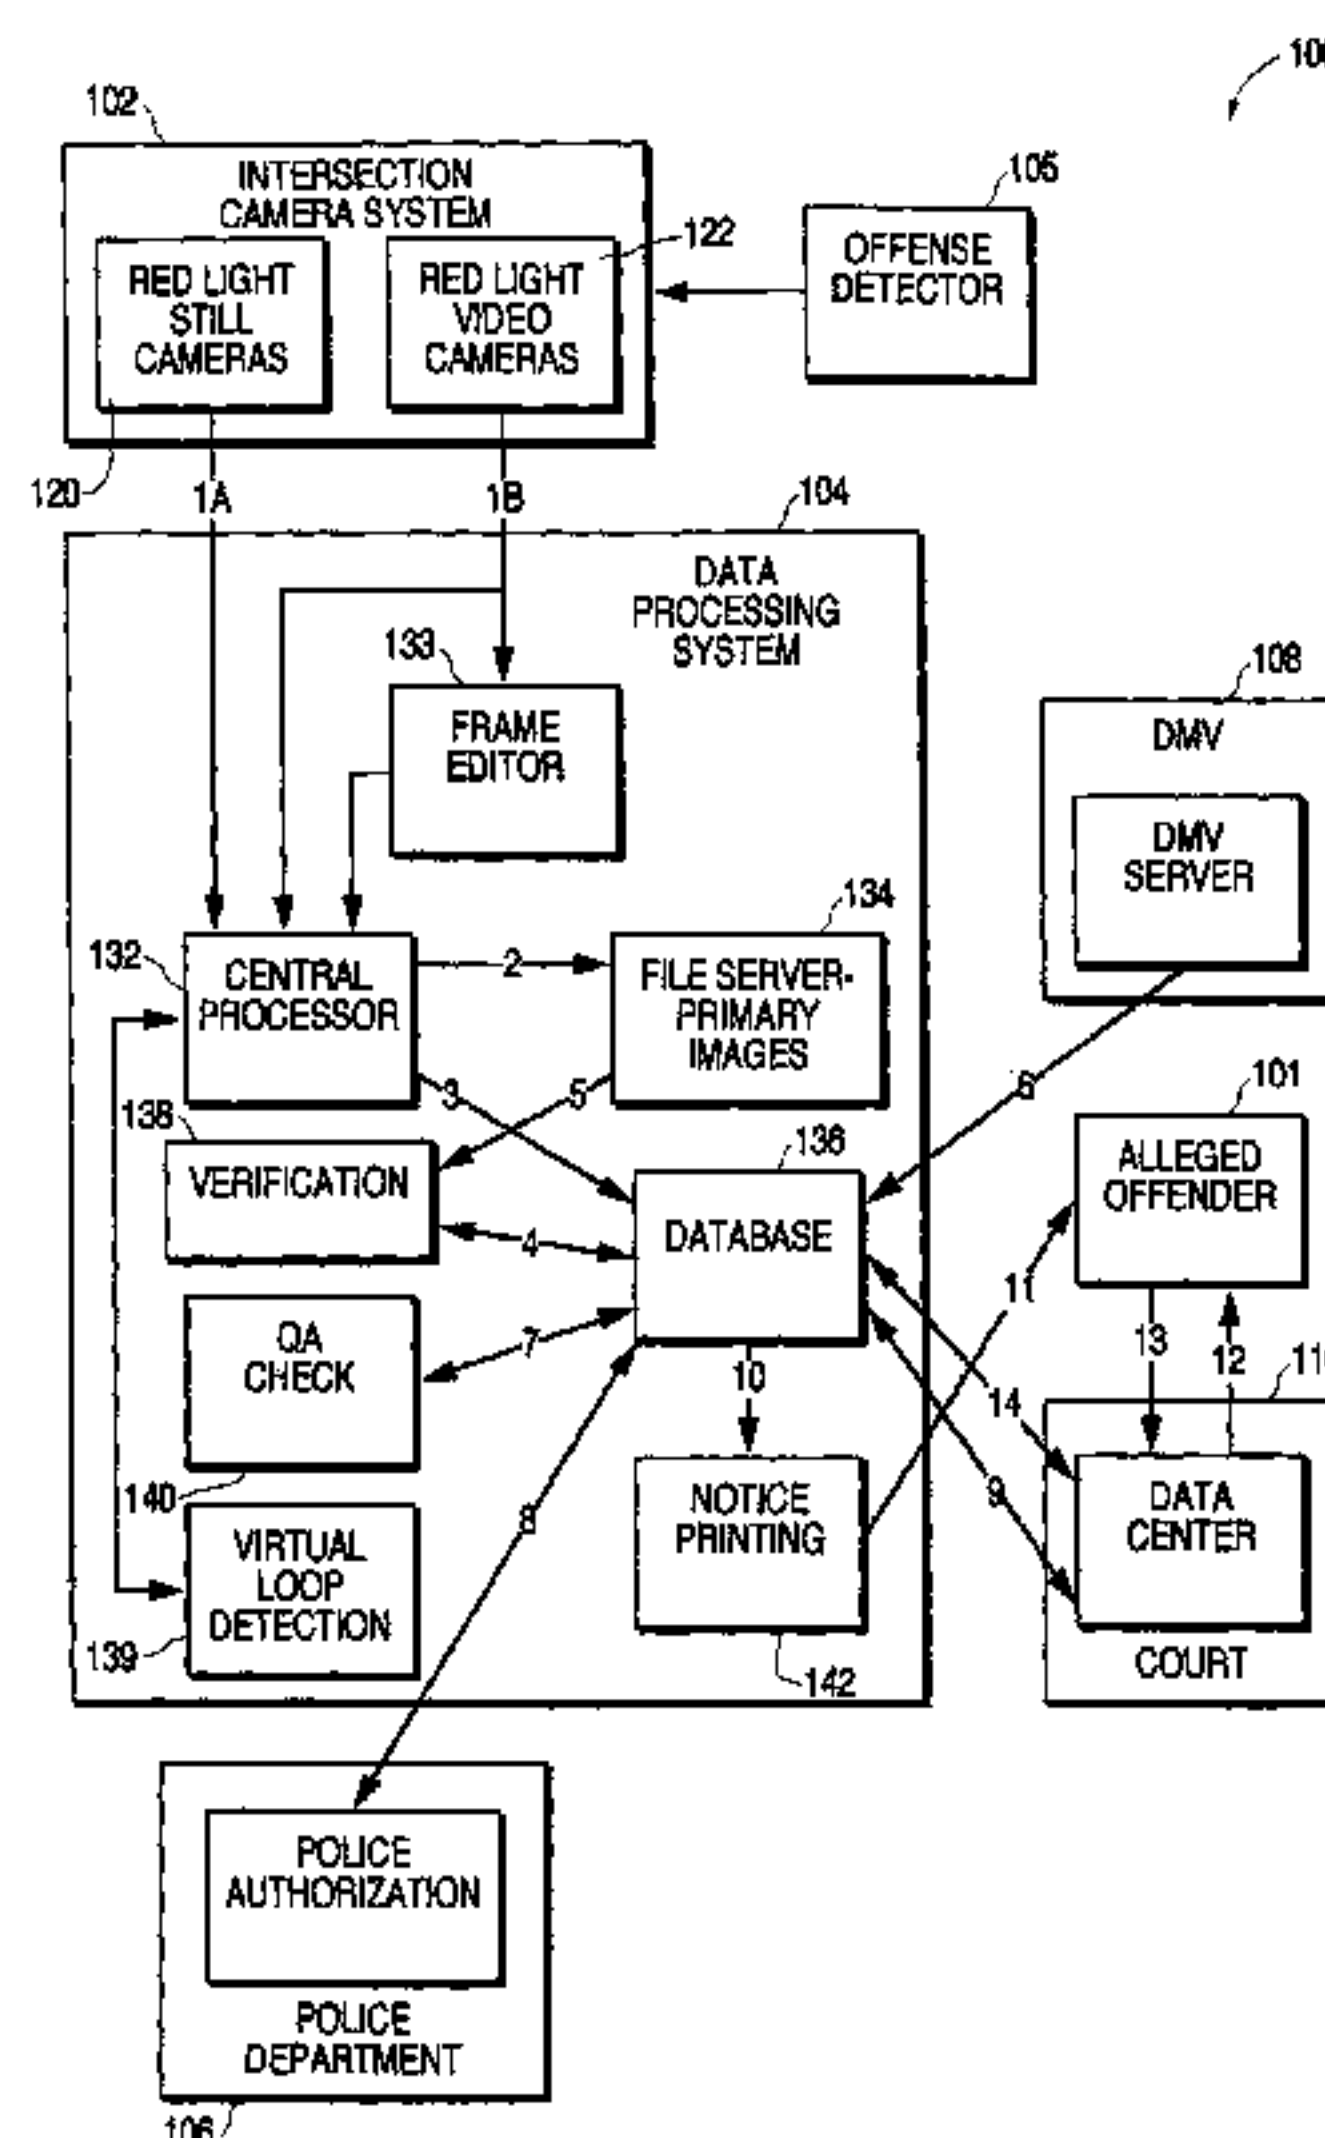 102
INTERSECTION
CAMERA SYSTEM
RED LIGHT
STILL
CAMERAS
RED LIGHT
VIDEO
CAMERAS
122
105
OFFENSE
DETECTOR
120
1A
1B
104
DATA
PROCESSING
SYSTEM
133
FRAME
EDITOR
108
DMV
DMV
SERVER
132
CENTRAL
PROCESSOR
2
134
FILE SERVER-
PRIMARY
IMAGES
3
5
6
101
ALLEGED
OFFENDER
138
VERIFICATION
4
136
DATABASE
11
13
12
QA
CHECK
7
10
14
140
8
9
NOTICE
PRINTING
DATA
CENTER
COURT
VIRTUAL
LOOP
DETECTION
139
142
POLICE
AUTHORIZATION
POLICE
DEPARTMENT
106